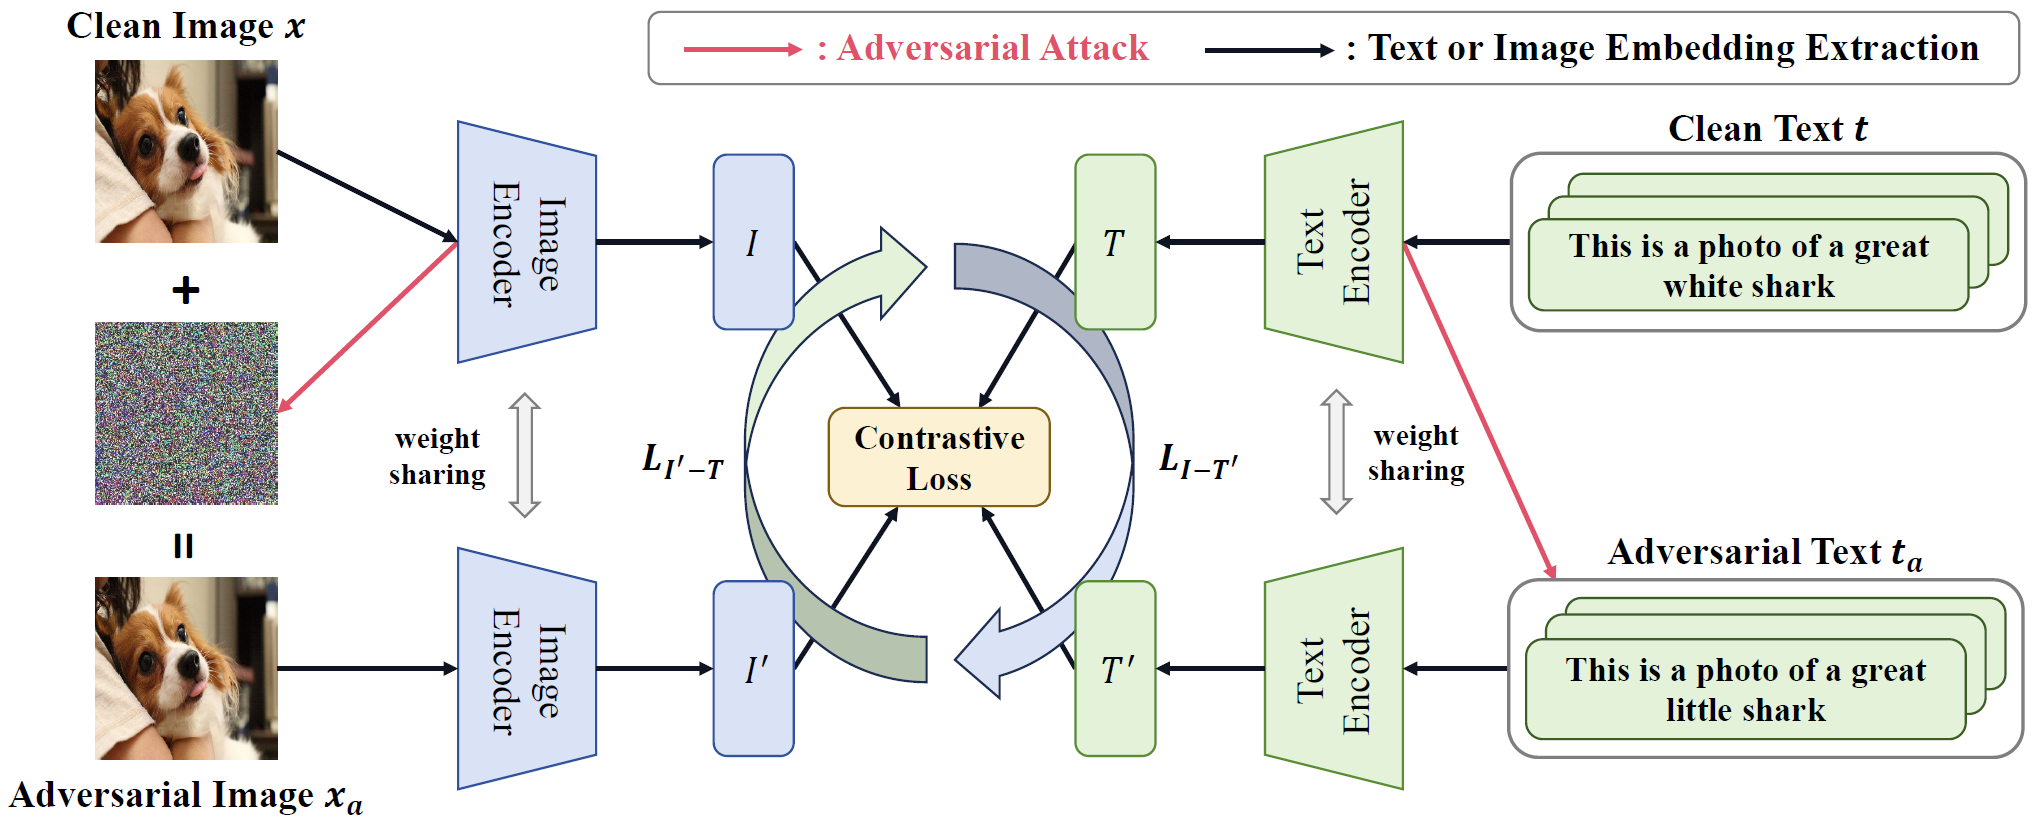 Clean Image x
: Adversarial Attack
: Text or Image Embedding Extraction
Clean Text t
This is a photo of a great
white shark
Image
Encoder
I
T
Text
Encoder
+
weight
sharing
L_{I'-T}
Contrastive
Loss
L_{I-T'}
weight
sharing
=
Adversarial Text t_a
This is a photo of a great
little shark
Image
Encoder
I'
T'
Text
Encoder
Adversarial Image x_a